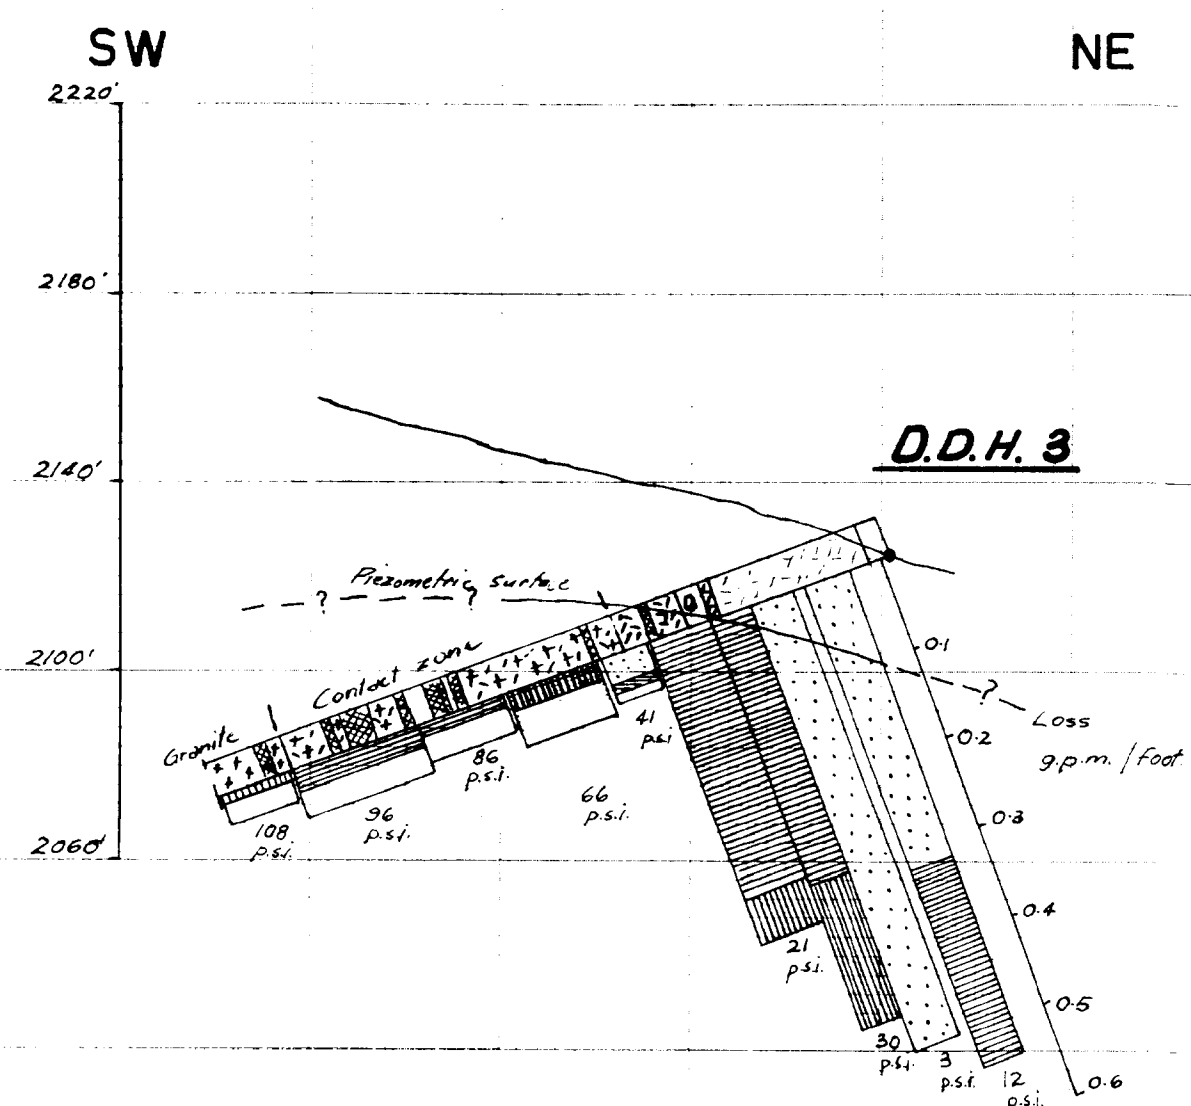 SW
NE
2220'
2180'
D.D.H. 3
2140'
Piezometric surface
? ?
2100'
0.1
Contact zone
?
Loss
g.p.m. / foot
Granite
41
p.s.i
0.2
86
p.s.i.
66
p.s.i.
96
p.s.i.
0.3
108
p.s.i.
2060'
0.4
21
p.s.i.
0.5
30
p.s.i.
3
p.s.i.
12
p.s.i.
0.6